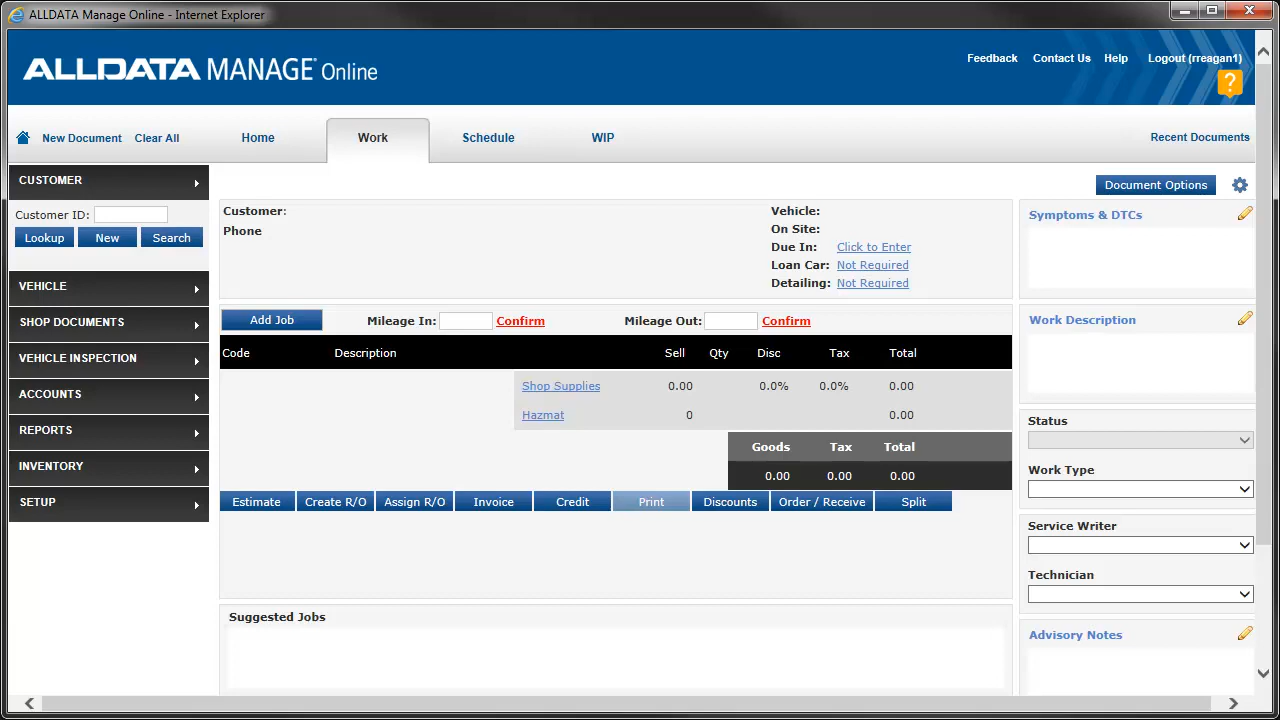 ALLDATA Manage Online - Internet Explorer
ALLDATA MANAGE Online
Feedback Contact Us Help Logout (rreagan1)
?
New Document Clear All Home Work Schedule WIP Recent Documents
CUSTOMER
Customer ID:
Lookup New Search
VEHICLE
SHOP DOCUMENTS
VEHICLE INSPECTION
ACCOUNTS
REPORTS
INVENTORY
SETUP
Document Options
Customer:
Phone
Vehicle:
On Site:
Due In: Click to Enter
Loan Car: Not Required
Detailing: Not Required
Add Job Mileage In: Confirm Mileage Out: Confirm
Code Description Sell Qty Disc Tax Total
Shop Supplies 0.00 0.0% 0.0% 0.00
Hazmat 0 0.00
Goods Tax Total
0.00 0.00 0.00
Estimate Create R/O Assign R/O Invoice Credit Print Discounts Order / Receive Split
Suggested Jobs
Symptoms & DTCs
Work Description
Status
Work Type
Service Writer
Technician
Advisory Notes